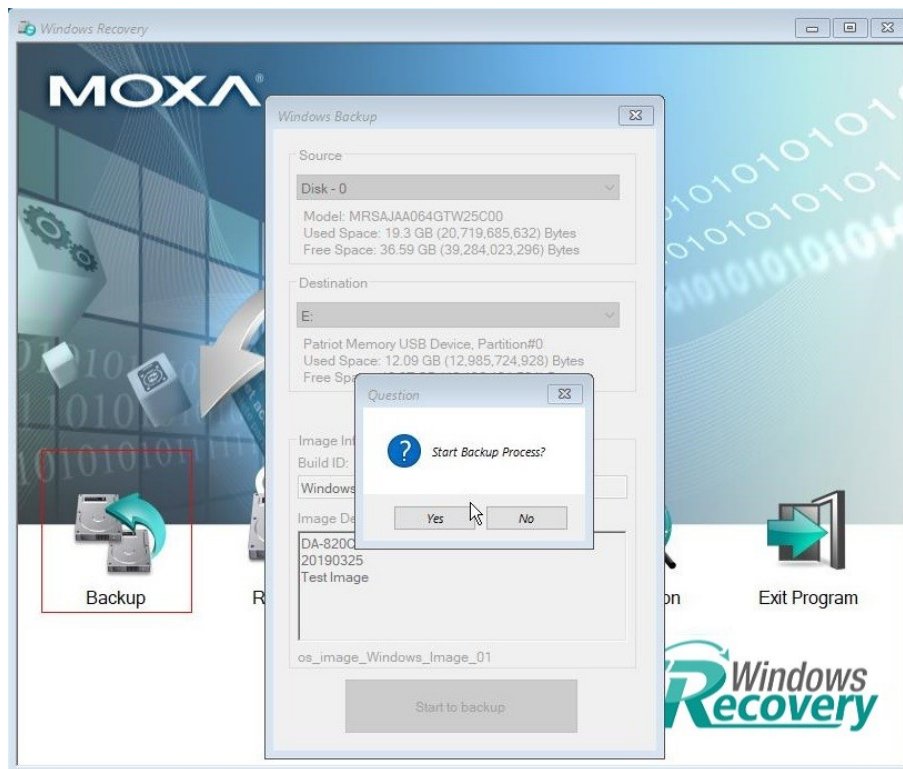 Windows Recovery
MOXA®
Windows Backup
Source
Disk - 0
Model: MRSAJAA064GTW25C00
Used Space: 19.3 GB (20,719,685,632) Bytes
Free Space: 36.59 GB (39,284,023,296) Bytes
Destination
E:
Patriot Memory USB Device, Partition#0
Used Space: 12.09 GB (12,985,724,928) Bytes
Question
Start Backup Process?
Yes
No
Build ID:
Windows
DA-820C
20190325
Test Image
os_image_Windows_Image_01
Start to backup
Backup
Exit Program
Windows
Recovery